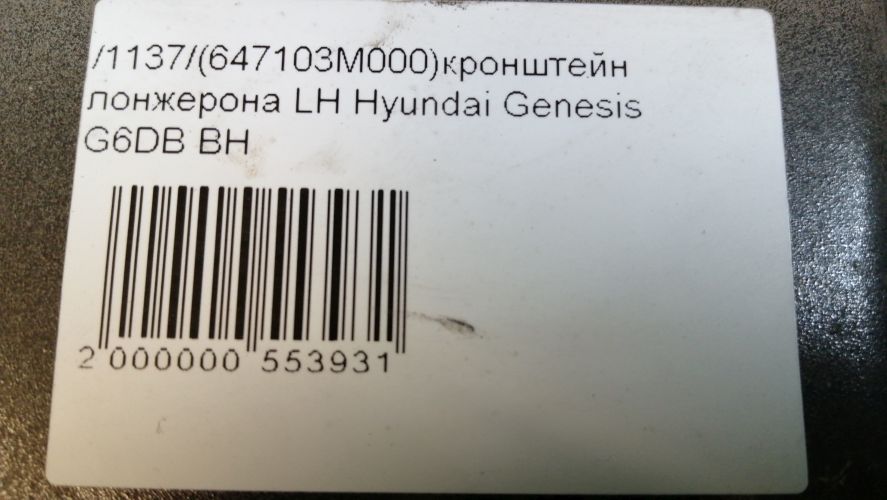 /1137/(647103M000)кронштейн
лонжерона LH Hyundai Genesis
G6DB BH
2 000000 553931